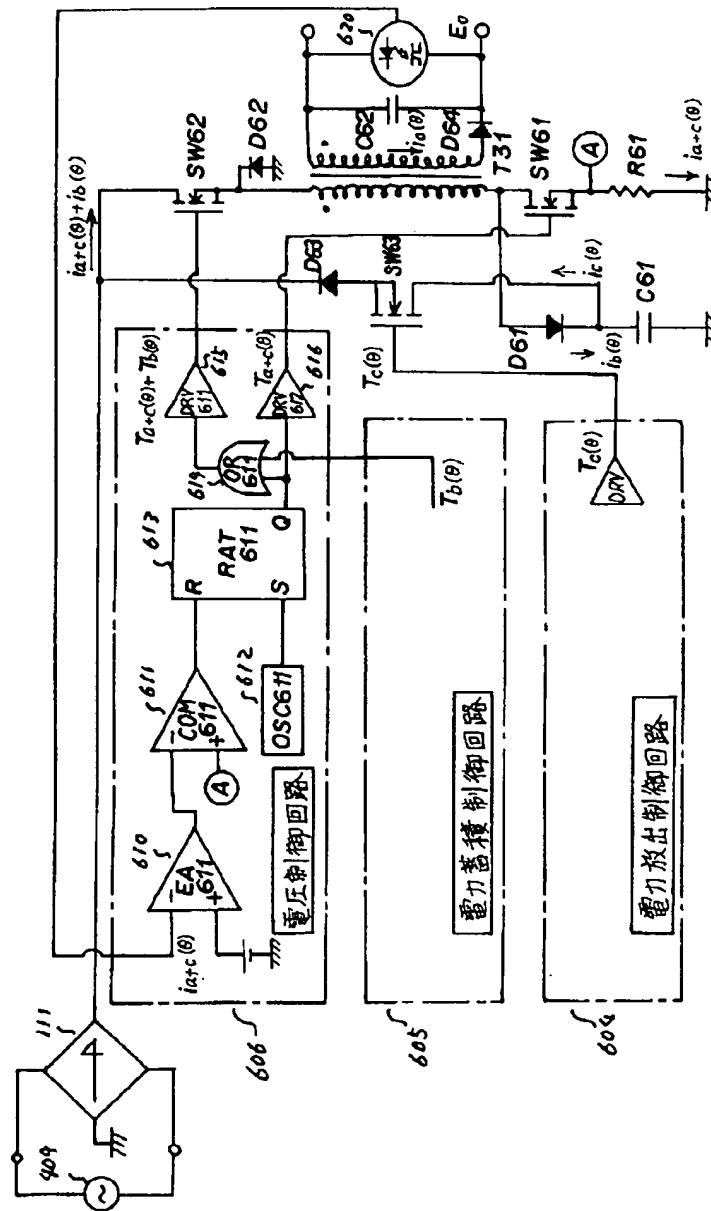 409
111
ia+c(θ)+ib(θ)
SW62
D62
620
E0
C62
ia(θ)
D64
T31
SW61
A
R61
ia+c(θ)
D63
SW63
Tc(θ)
D61
ib(θ)
ic(θ)
C61
Ta+c(θ)+Tb(θ)
DRV
611
615
Ta+c(θ)
DRV
612
616
614
OR
611
613
RAT
611
R
S
Q
611
COM
611
-
+
A
612
OSC611
610
EA
611
-
+
ia+c(θ)
電圧制御回路
606
Tb(θ)
電力蓄積制御回路
605
Tc(θ)
DRV
電力放出制御回路
604